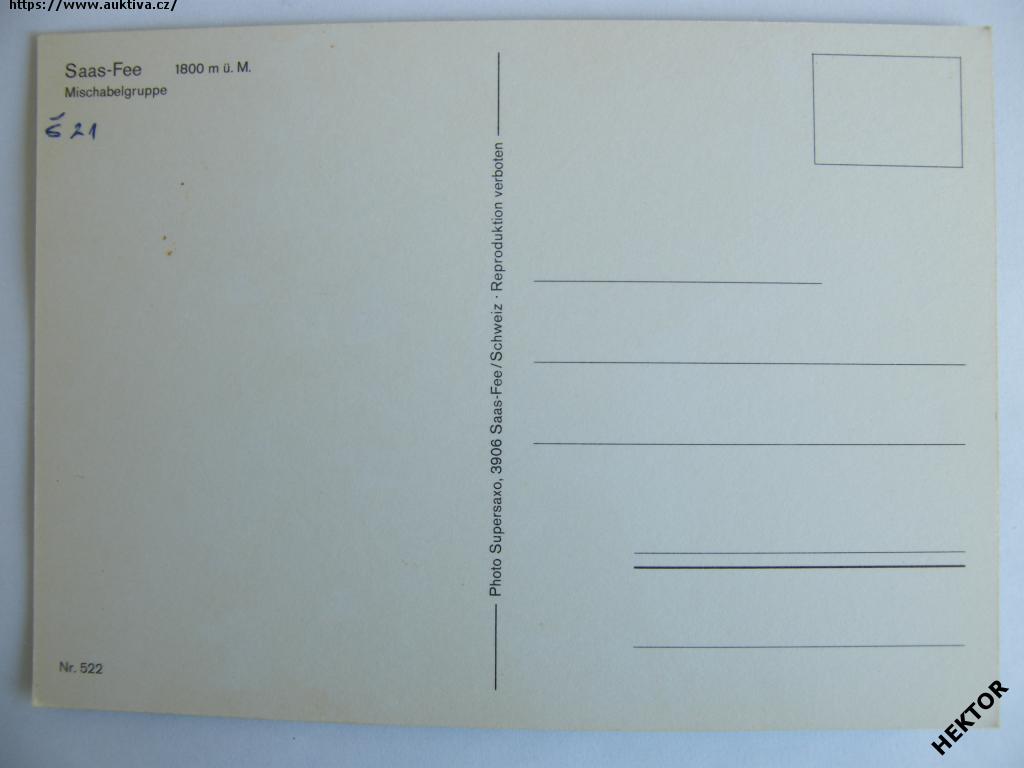 https://www.auktiva.cz/
Saas-Fee 1800 m ü. M.
Mischabelgruppe
Š 21
Photo Supersaxo, 3906 Saas-Fee/Schweiz · Reproduktion verboten
Nr. 522
HEKTOR